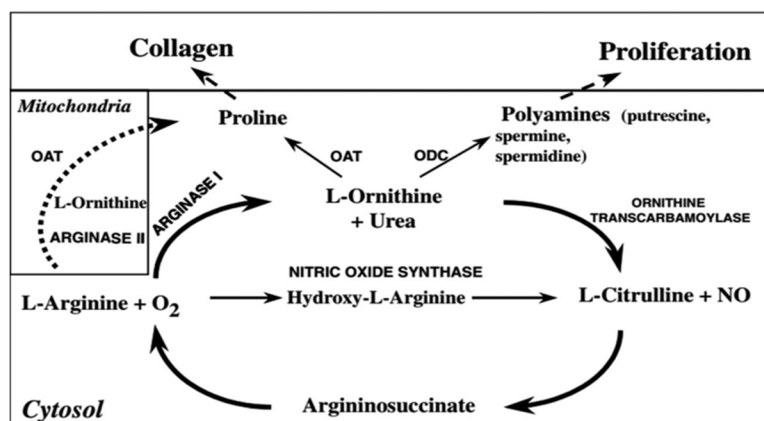 Collagen
Proliferation
Mitochondria
Proline
Polyamines (putrescine,
spermine,
spermidine)
OAT
OAT
ODC
L-Ornithine
ARGINASE II
ARGINASE I
L-Ornithine
+ Urea
ORNITHINE
TRANSCARBAMOYLASE
NITRIC OXIDE SYNTHASE
L-Arginine + O₂
Hydroxy-L-Arginine
L-Citrulline + NO
Argininosuccinate
Cytosol